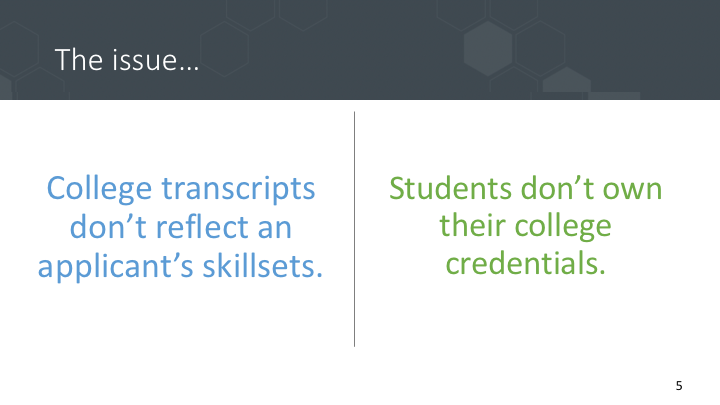 The issue…
College transcripts
don’t reflect an
applicant’s skillsets.
Students don’t own
their college
credentials.
5